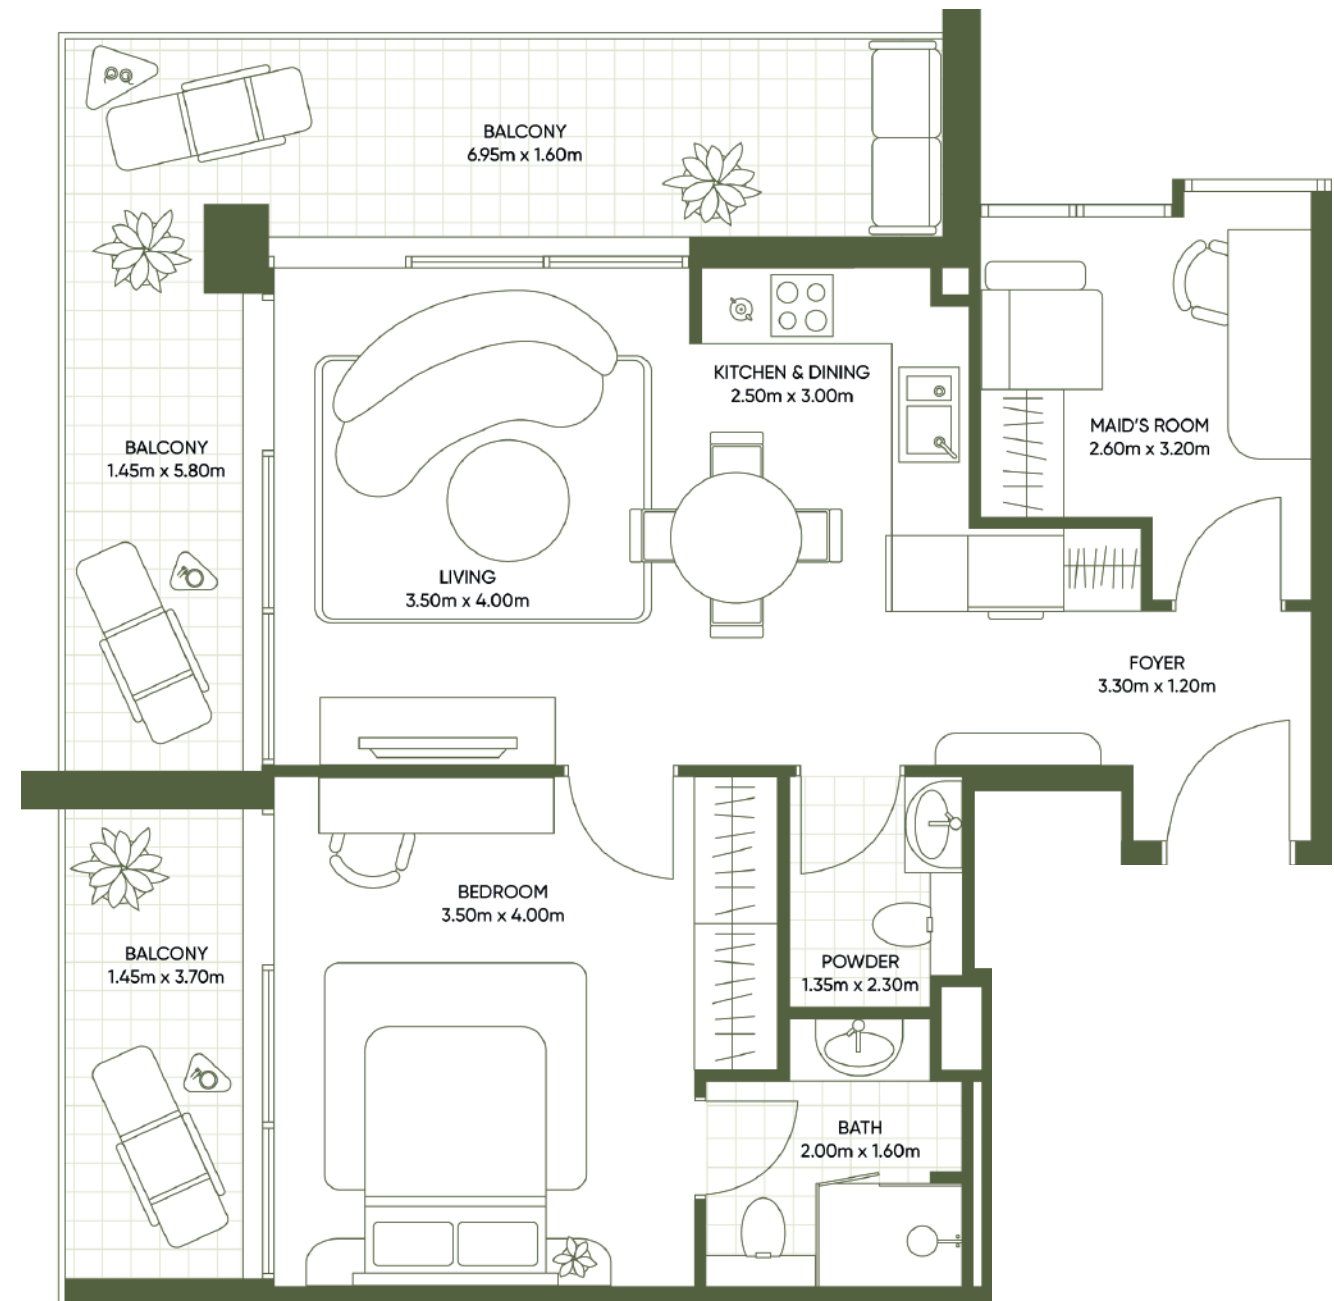 BALCONY
6.95m x 1.60m
KITCHEN & DINING
2.50m x 3.00m
MAID'S ROOM
2.60m x 3.20m
BALCONY
1.45m x 5.80m
LIVING
3.50m x 4.00m
FOYER
3.30m x 1.20m
BEDROOM
3.50m x 4.00m
BALCONY
1.45m x 3.70m
POWDER
1.35m x 2.30m
BATH
2.00m x 1.60m